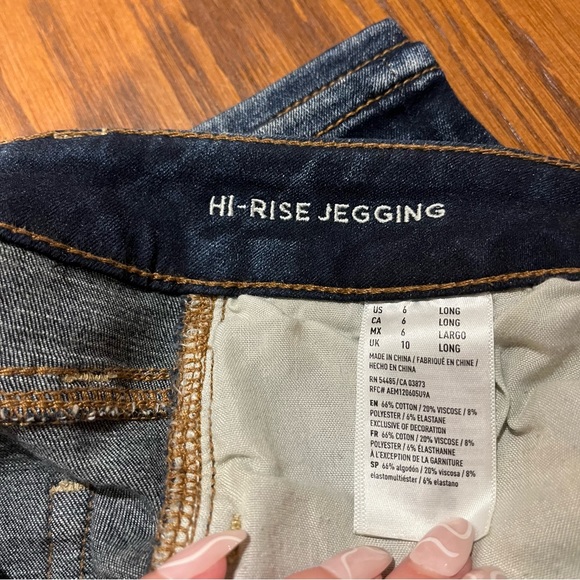 HI-RISE JEGGING
US 6 LONG
CA 6 LONG
MX 6 LARGO
UK 10 LONG
MADE IN CHINA / FABRIQUÉ EN CHINE /
HECHO EN CHINA
RN 54485/CA 03873
RFC# AEM120605U9A
EN 66% COTTON / 20% VISCOSE / 8%
POLYESTER / 6% ELASTANE
EXCLUSIVE OF DECORATION
FR 66% COTON / 20% VISCOSE / 8%
POLYESTER / 6% ÉLASTHANNE
À L'EXCEPTION DE LA GARNITURE
SP 66% algodón / 20% viscosa / 8%
elastomultiéster / 6% elastano